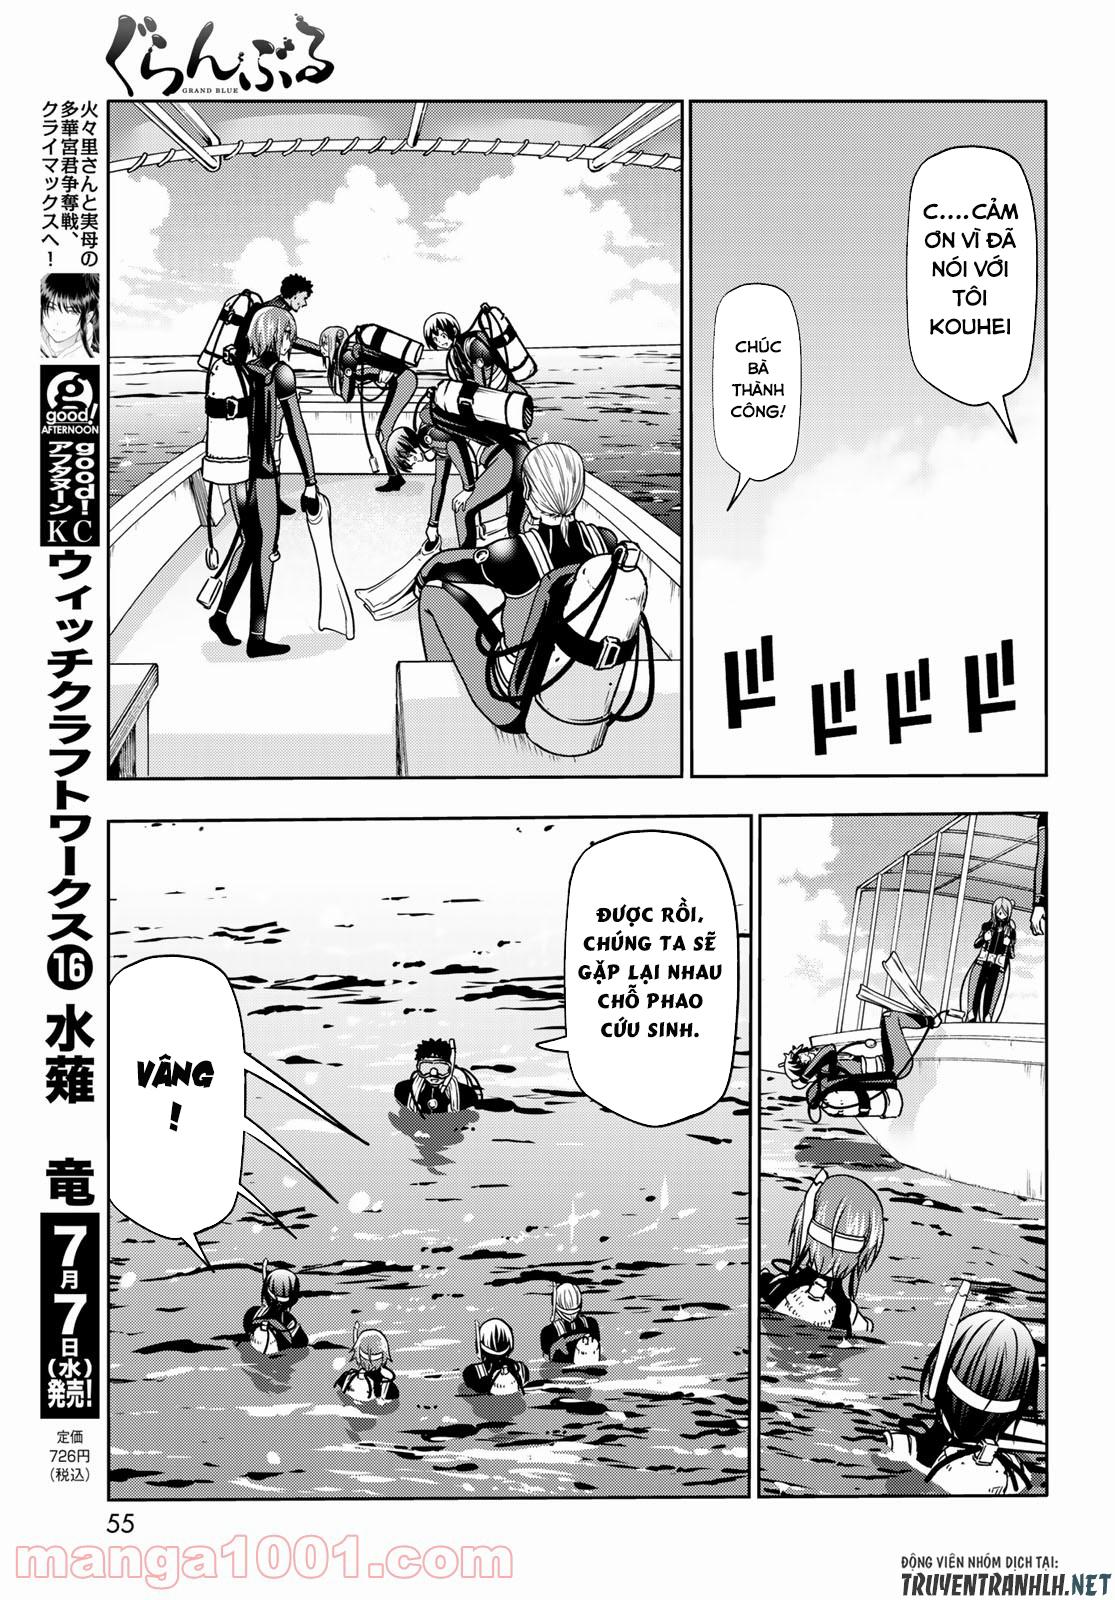 ぐらんぶる
GRAND BLUE
火々里さんと実母の
多華宮君争奪戦、
クライマックスへ!
good!
AFTERNOON
good!
アフタヌーン
KC
ウィッチクラフトワークス⑯ 水薙 竜
7月7日(水)発売!
定価
726円
(税込)
C....CẢM
ƠN VÌ ĐÃ
NÓI VỚI
TÔI
KOUHEI
CHÚC
BÀ
THÀNH
CÔNG!
ドドドド
ĐƯỢC RỒI,
CHÚNG TA SẼ
GẶP LẠI NHAU
CHỖ PHAO
CỨU SINH.
VÂNG
!
55
manga1001.com
ĐỘNG VIÊN NHÓM DỊCH TẠI:
TRUYENTRANHLH.NET